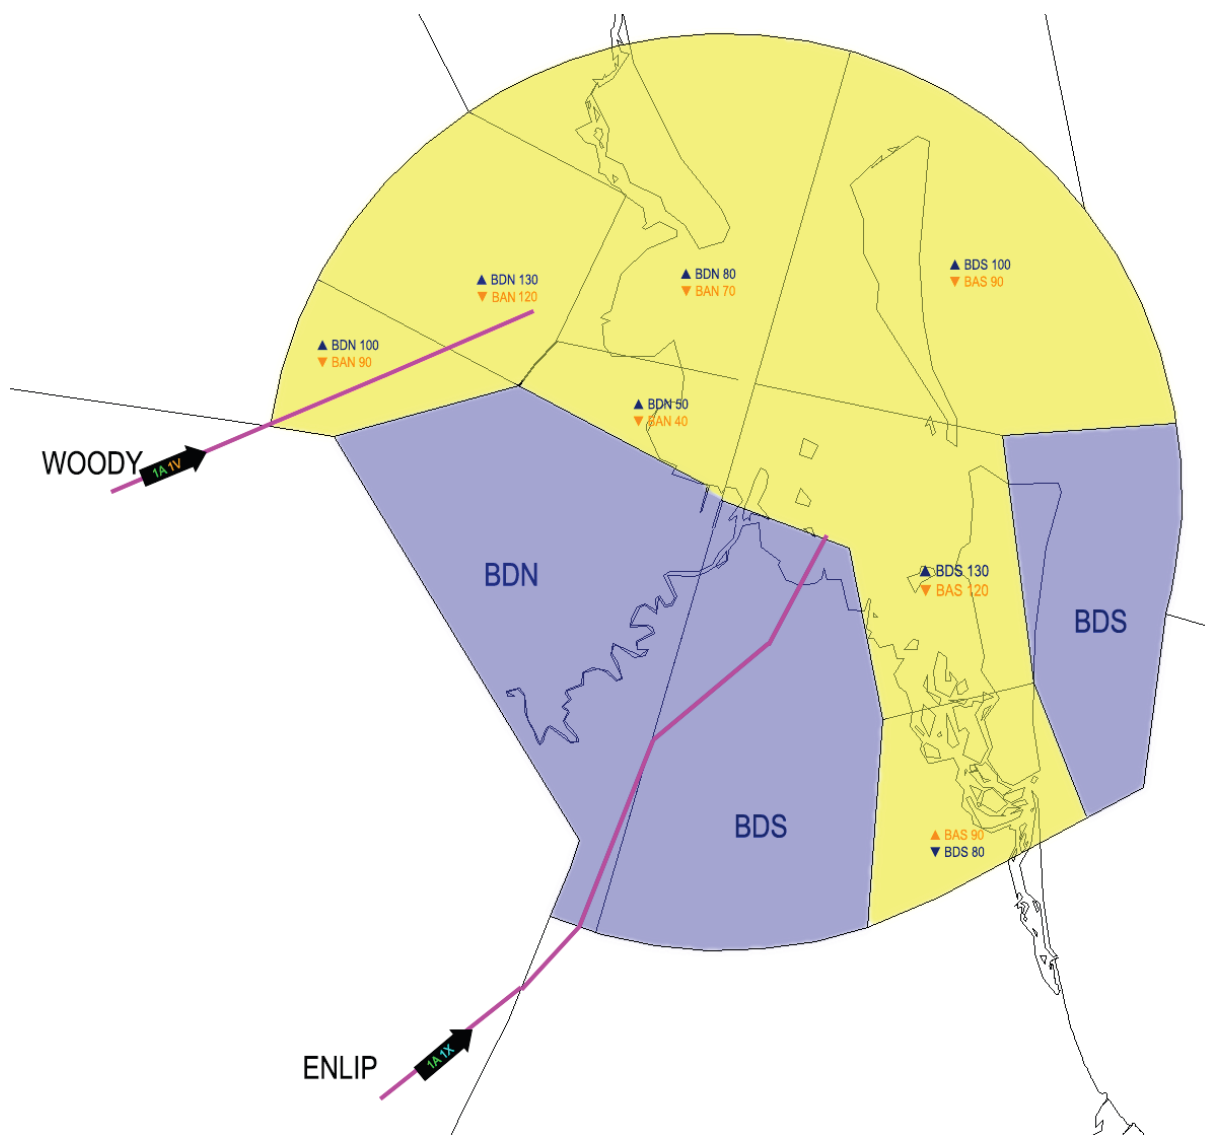 ▲ BDN 80
▼ BAN 70
▲ BDS 100
▼ BAS 90
▲ BDN 130
▼ BAN 120
▲ BDN 100
▼ BAN 90
▲ BDN 50
▼ BAN 40
WOODY
1A 1V
BDN
▲ BDS 130
▼ BAS 120
BDS
BDS
▲ BAS 90
▼ BDS 80
ENLIP
1A 1X